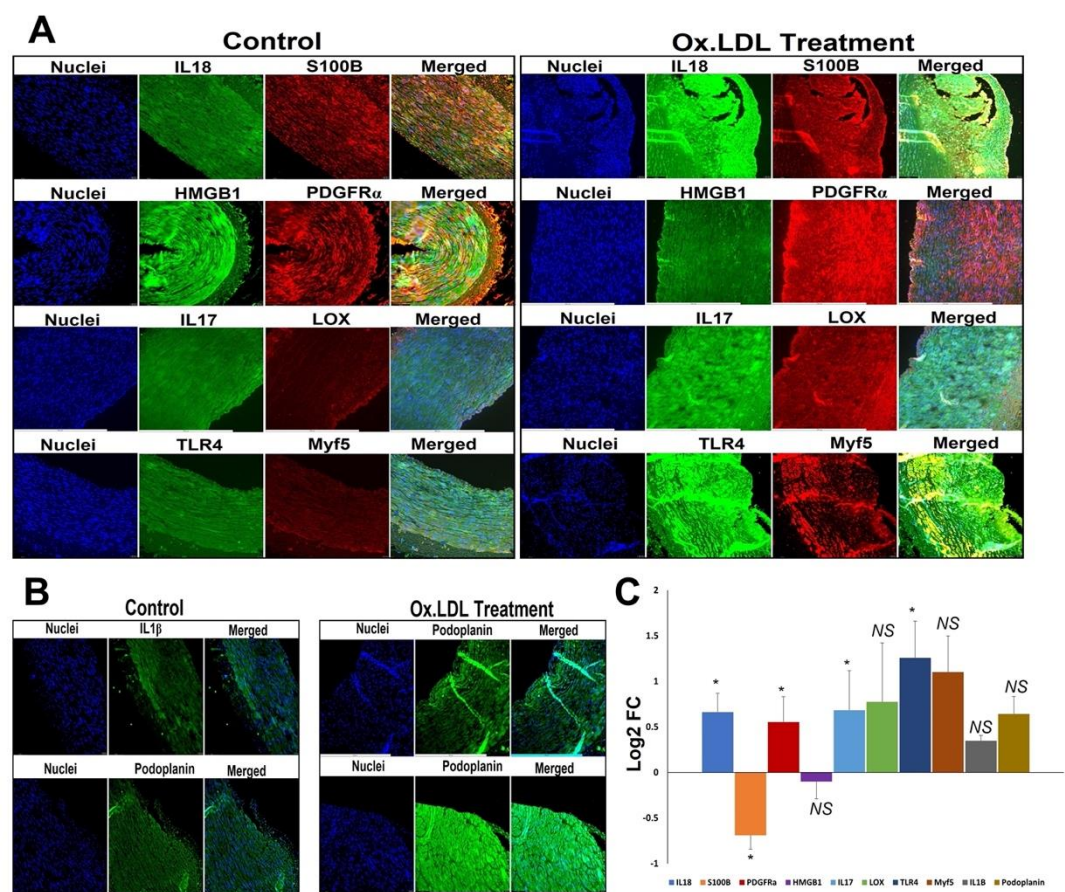 A
Control
Ox.LDL Treatment
Nuclei IL18 S100B Merged
Nuclei IL18 S100B Merged
Nuclei HMGB1 PDGFRα Merged
Nuclei HMGB1 PDGFRα Merged
Nuclei IL17 LOX Merged
Nuclei IL17 LOX Merged
Nuclei TLR4 Myf5 Merged
Nuclei TLR4 Myf5 Merged
B
Control
Nuclei IL1β Merged
Nuclei Podoplanin Merged
Ox.LDL Treatment
Nuclei Podoplanin Merged
Nuclei Podoplanin Merged
C
Log2 FC
2
1.5
1
0.5
0
-0.5
-1
* * * NS * NS NS NS
* NS
IL18 S100B PDGFRa HMGB1 IL17 LOX TLR4 Myf5 IL1B Podoplanin